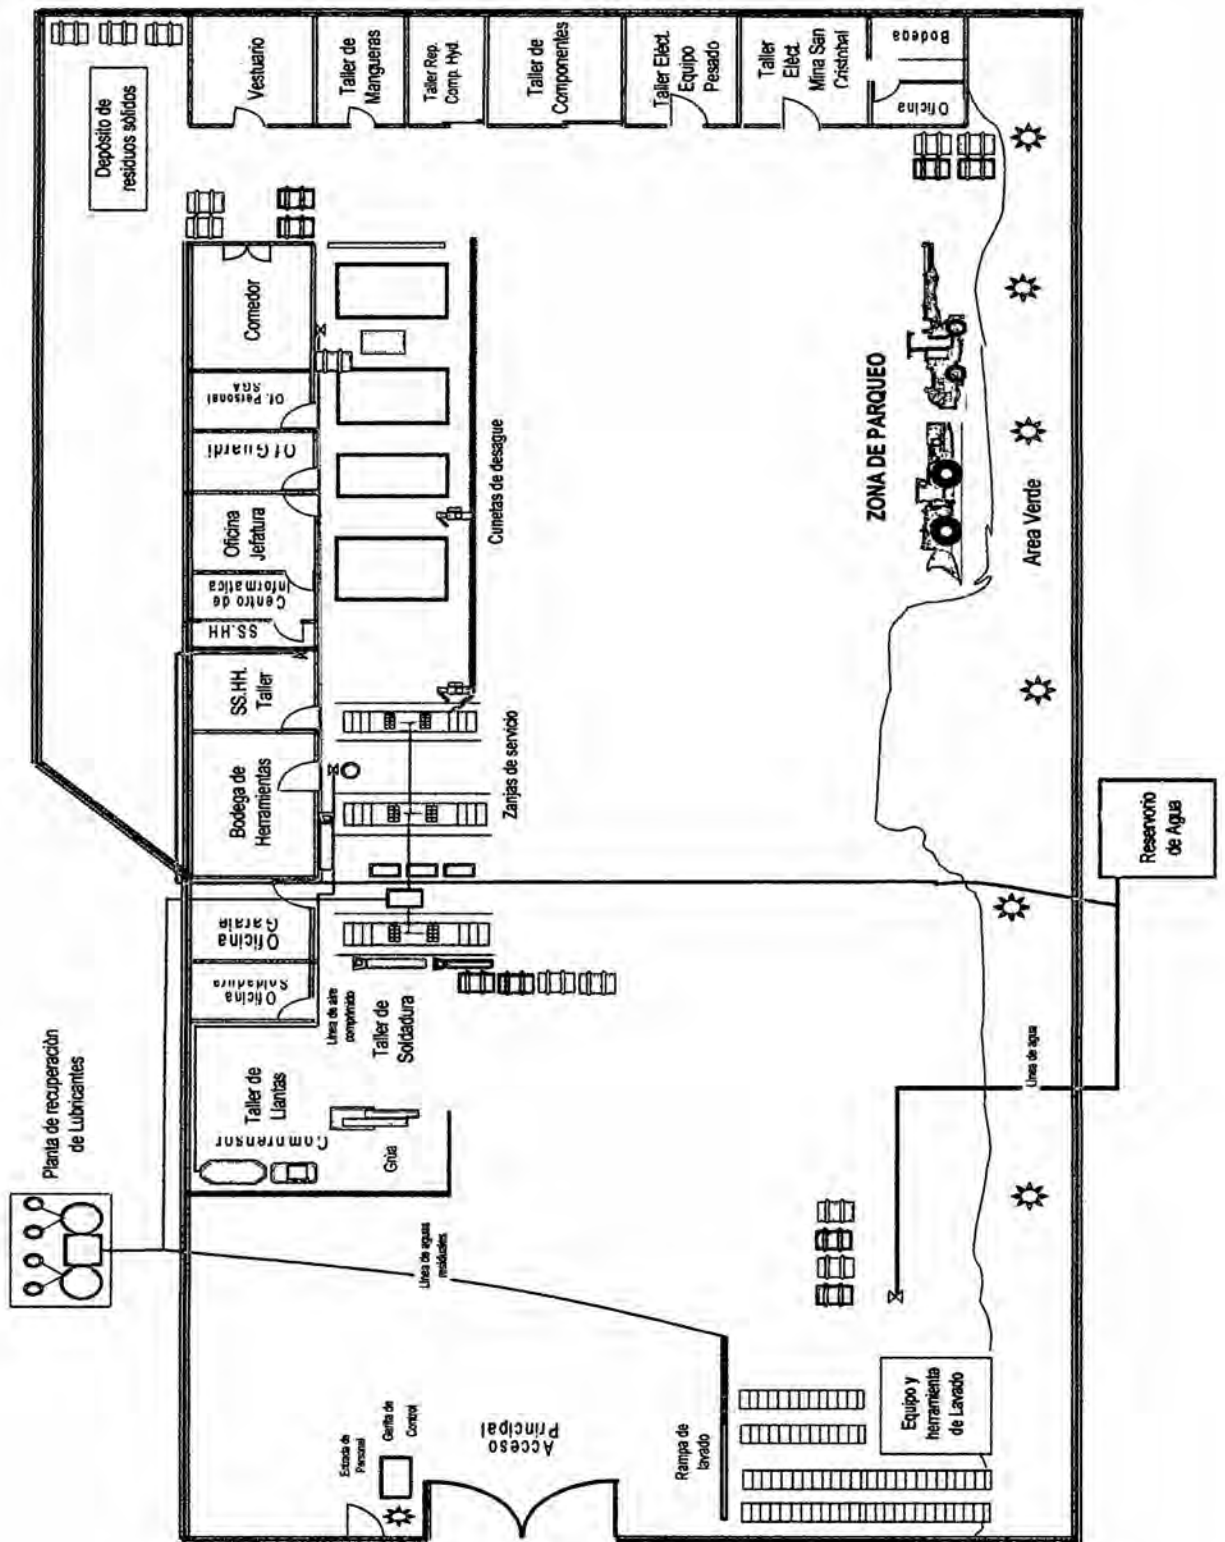 Depósito de
residuos sólidos
Vestuario
Taller de
Mangueras
Taller Rep.
Comp. Hyd.
Taller de
Componentes
Taller Eléct.
Equipo
Pesado
Taller
Eléct.
Mina San
Cristobal
Bodega
Oficina
Comedor
Of. Personal
SGA
Of Guardi
Oficina
Jefatura
Centro de
Informatica
SS.HH
SS.HH.
Taller
Bodega de
Herramientas
Cunetas de desague
Zanjas de servicio
ZONA DE PARQUEO
Area Verde
Reservorio
de Agua
Oficina
Garaje
Oficina
Soldadura
Línea de aire
comprimido
Taller de
Soldadura
Taller de
Llantas
Comprensor
Grúa
Planta de recuperación
de Lubricantes
Línea de aguas
residuales
Línea de agua
Entrada de
Personal
Garita de
Control
Acceso
Principal
Rampa de
lavado
Equipo y
herramienta
de Lavado